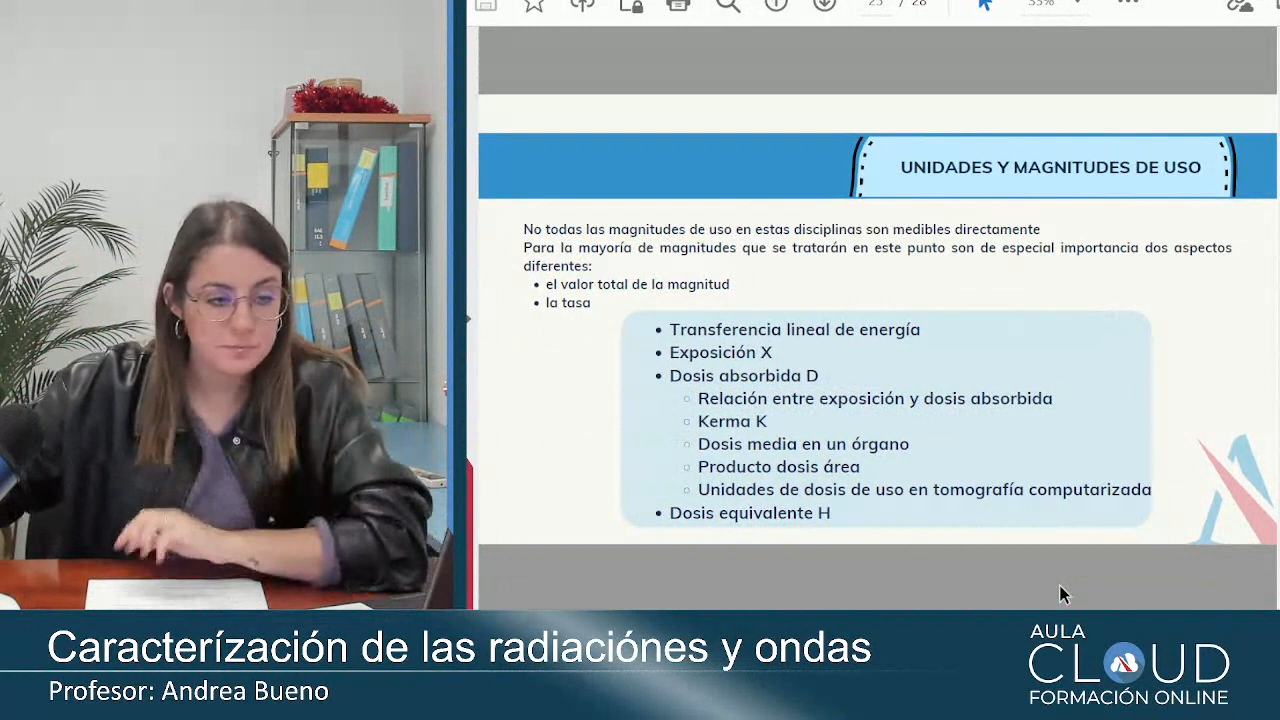 UNIDADES Y MAGNITUDES DE USO
No todas las magnitudes de uso en estas disciplinas son medibles directamente
Para la mayoría de magnitudes que se tratarán en este punto son de especial importancia dos aspectos
diferentes:
• el valor total de la magnitud
• la tasa
• Transferencia lineal de energía
• Exposición X
• Dosis absorbida D
○ Relación entre exposición y dosis absorbida
○ Kerma K
○ Dosis media en un órgano
○ Producto dosis área
○ Unidades de dosis de uso en tomografía computarizada
• Dosis equivalente H
Caracterízación de las radiaciónes y ondas
Profesor: Andrea Bueno
AULA
CLOUD
FORMACIÓN ONLINE